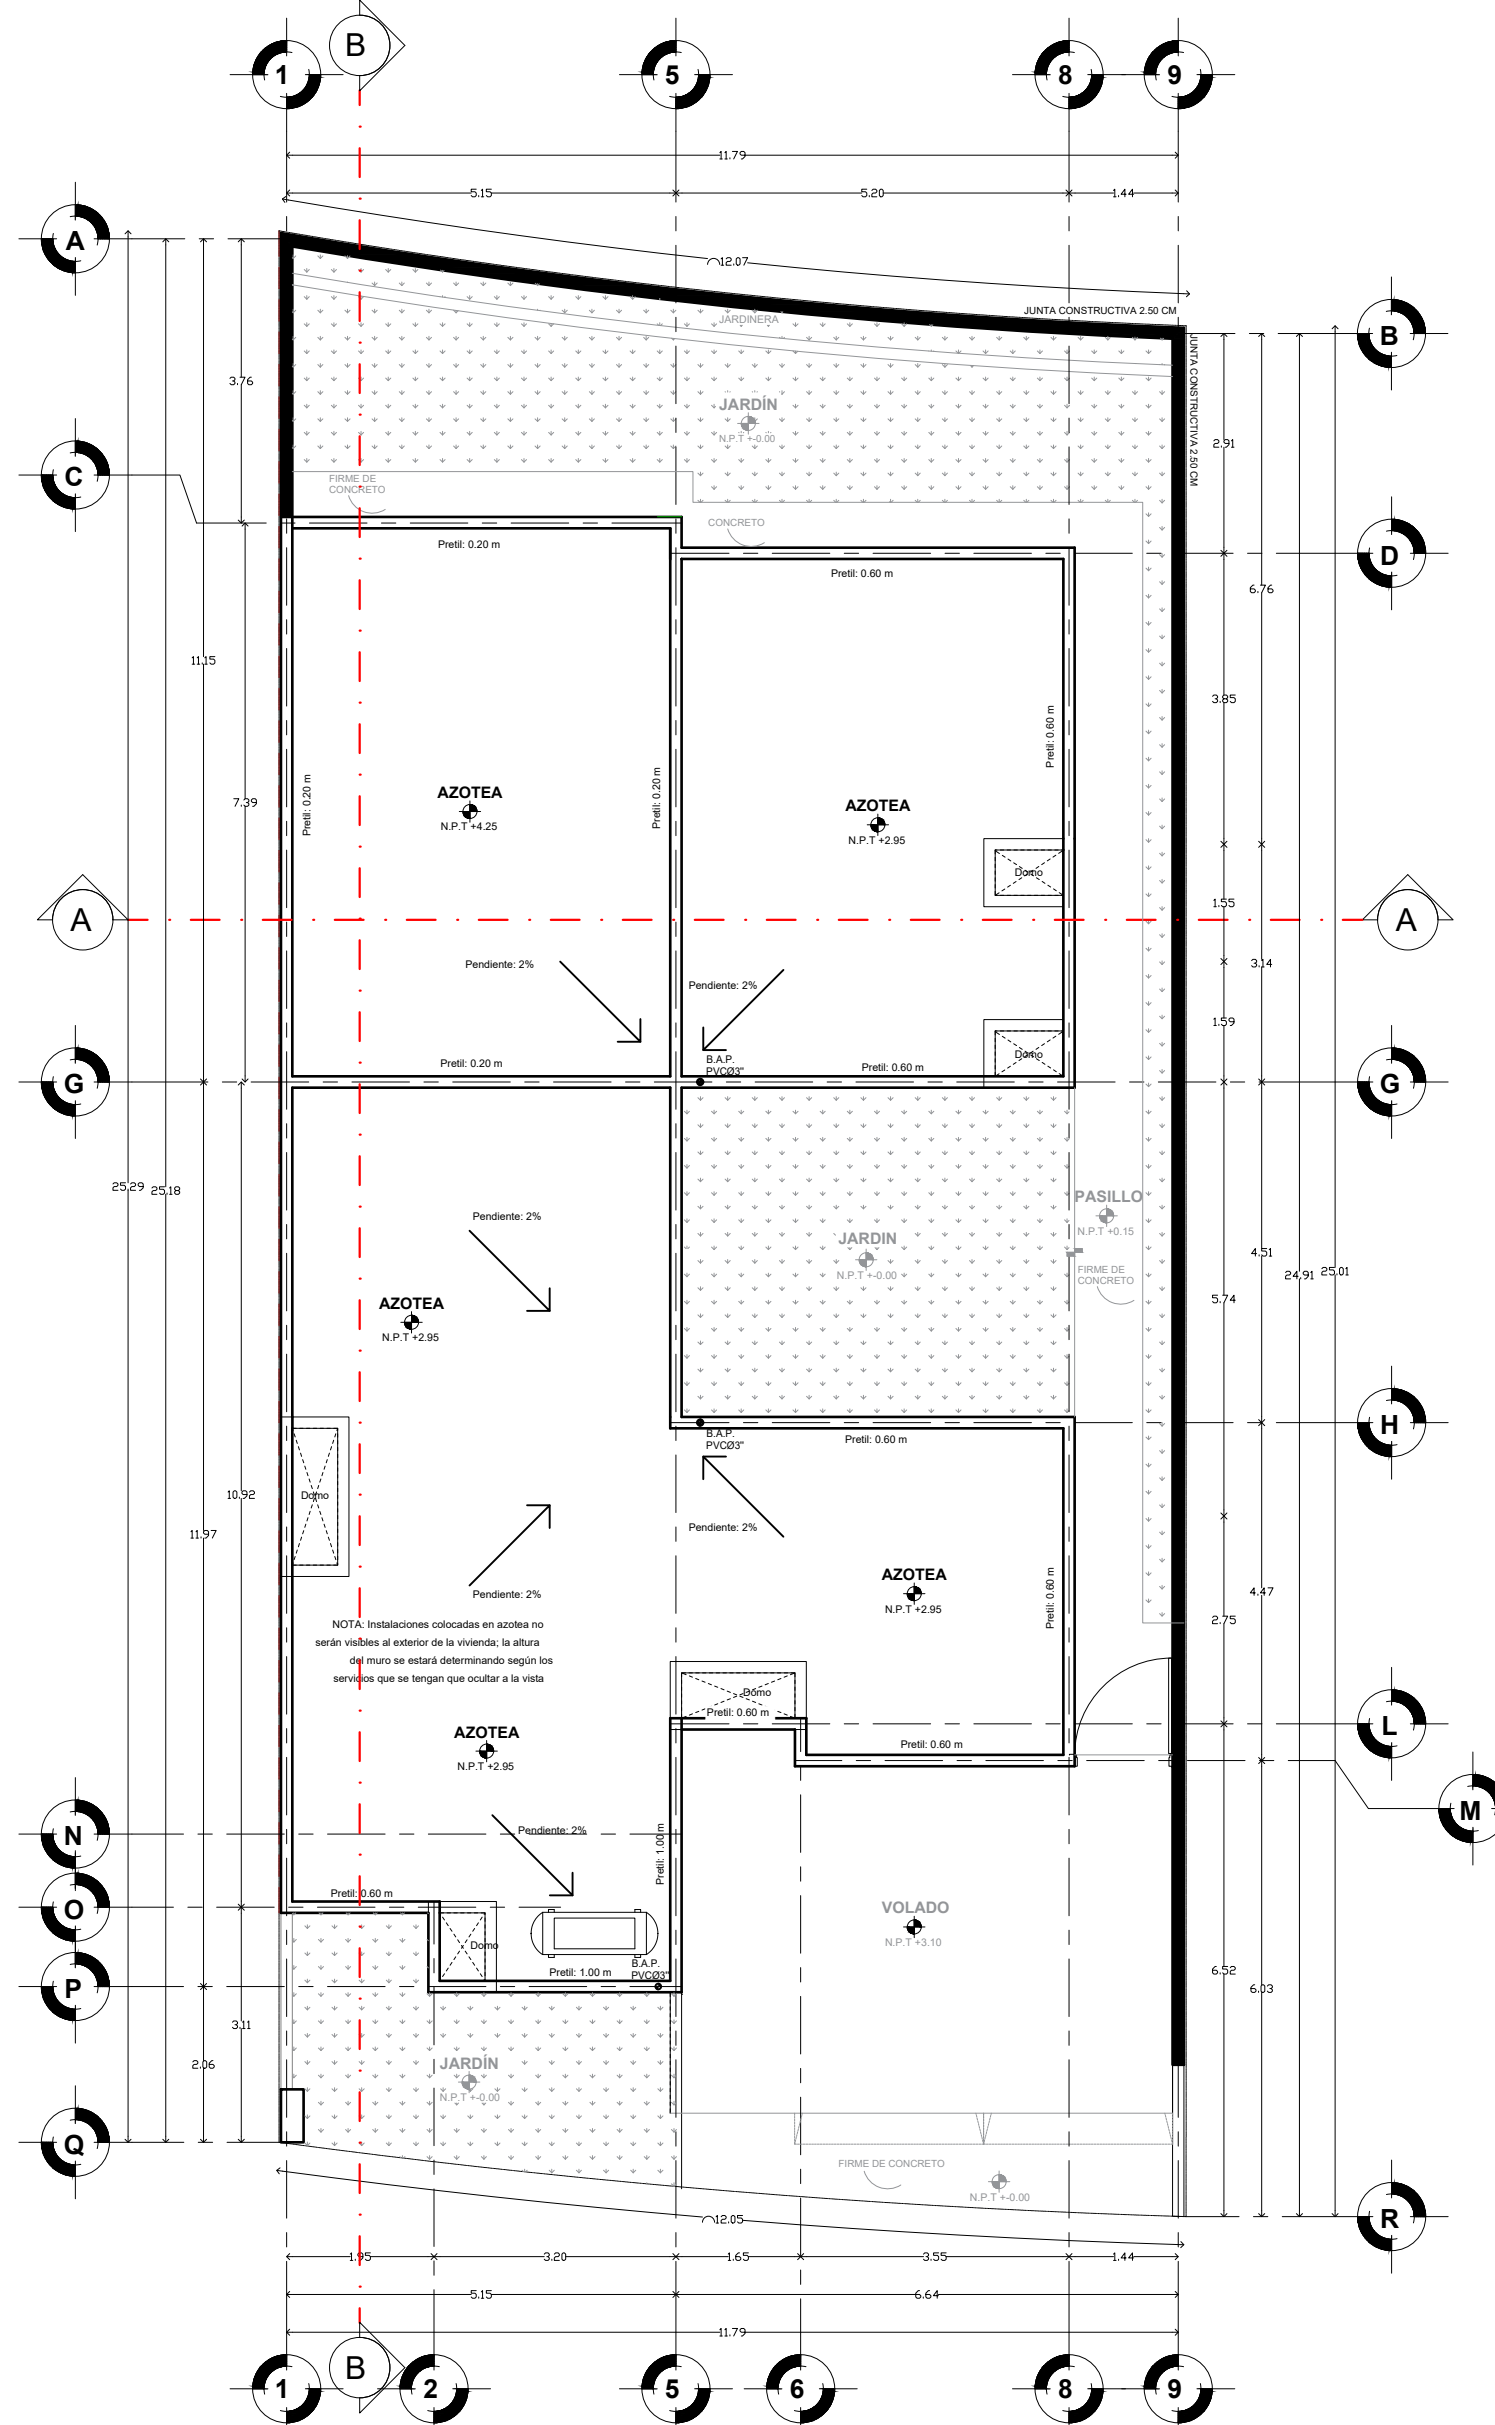 B
1
5
8
9
11.79
5.15
5.20
1.44
A
12.07
JUNTA CONSTRUCTIVA 2.50 CM
JARDINERA
B
JUNTA CONSTRUCTIVA 2.50 CM
3.76
JARDÍN
N.P.T +-0.00
2.91
C
FIRME DE
CONCRETO
CONCRETO
Pretil: 0.20 m
Pretil: 0.60 m
D
6.76
11.15
3.85
Pretil: 0.60 m
7.39
Pretil: 0.20 m
AZOTEA
N.P.T +4.25
Pretil: 0.20 m
AZOTEA
N.P.T +2.95
Domo
1.55
A
A
Pendiente: 2%
Pendiente: 2%
3.14
1.59
Domo
B.A.P.
PVCØ3"
Pretil: 0.20 m
Pretil: 0.60 m
G
G
25.29
25.18
PASILLO
N.P.T +0.15
Pendiente: 2%
JARDIN
N.P.T +-0.00
FIRME DE
CONCRETO
4.51
24.91
25.01
5.74
AZOTEA
N.P.T +2.95
H
B.A.P.
PVCØ3"
Pretil: 0.60 m
10.92
Domo
11.97
Pendiente: 2%
Pendiente: 2%
AZOTEA
N.P.T +2.95
Pretil: 0.60 m
4.47
2.75
NOTA: Instalaciones colocadas en azotea no
serán visibles al exterior de la vivienda; la altura
del muro se estará determinando según los
servicios que se tengan que ocultar a la vista
Domo
Pretil: 0.60 m
AZOTEA
N.P.T +2.95
Pretil: 0.60 m
L
M
N
Pendiente: 2%
Pretil: 1.00 m
Pretil: 0.60 m
O
VOLADO
N.P.T +3.10
Domo
B.A.P.
PVCØ3"
Pretil: 1.00 m
P
6.52
6.03
3.11
2.06
JARDÍN
N.P.T +-0.00
Q
FIRME DE CONCRETO
N.P.T +-0.00
R
12.05
1.95
3.20
1.65
3.55
1.44
5.15
6.64
11.79
1
B
2
5
6
8
9